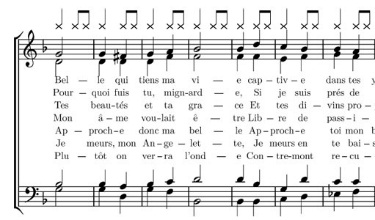 Bel – le qui tiens ma vi – e cap – tiv – e dans tes y
Pour – quoi fuis tu, mign – ard – e, Si je suis prés de
Tes beau – tés et ta gra – ce Et tes di – vins pro –
Mon â – me vou – lait ê – tre Li – bre de pas – i –
Ap – proch – e donc ma bel – le Ap – proch – e toi mon b
Je meurs, mon An – ge – let – te, Je meurs en te bai – s
Plu – tôt on ver – ra l'ond – e Con – tre – mont re – cu –